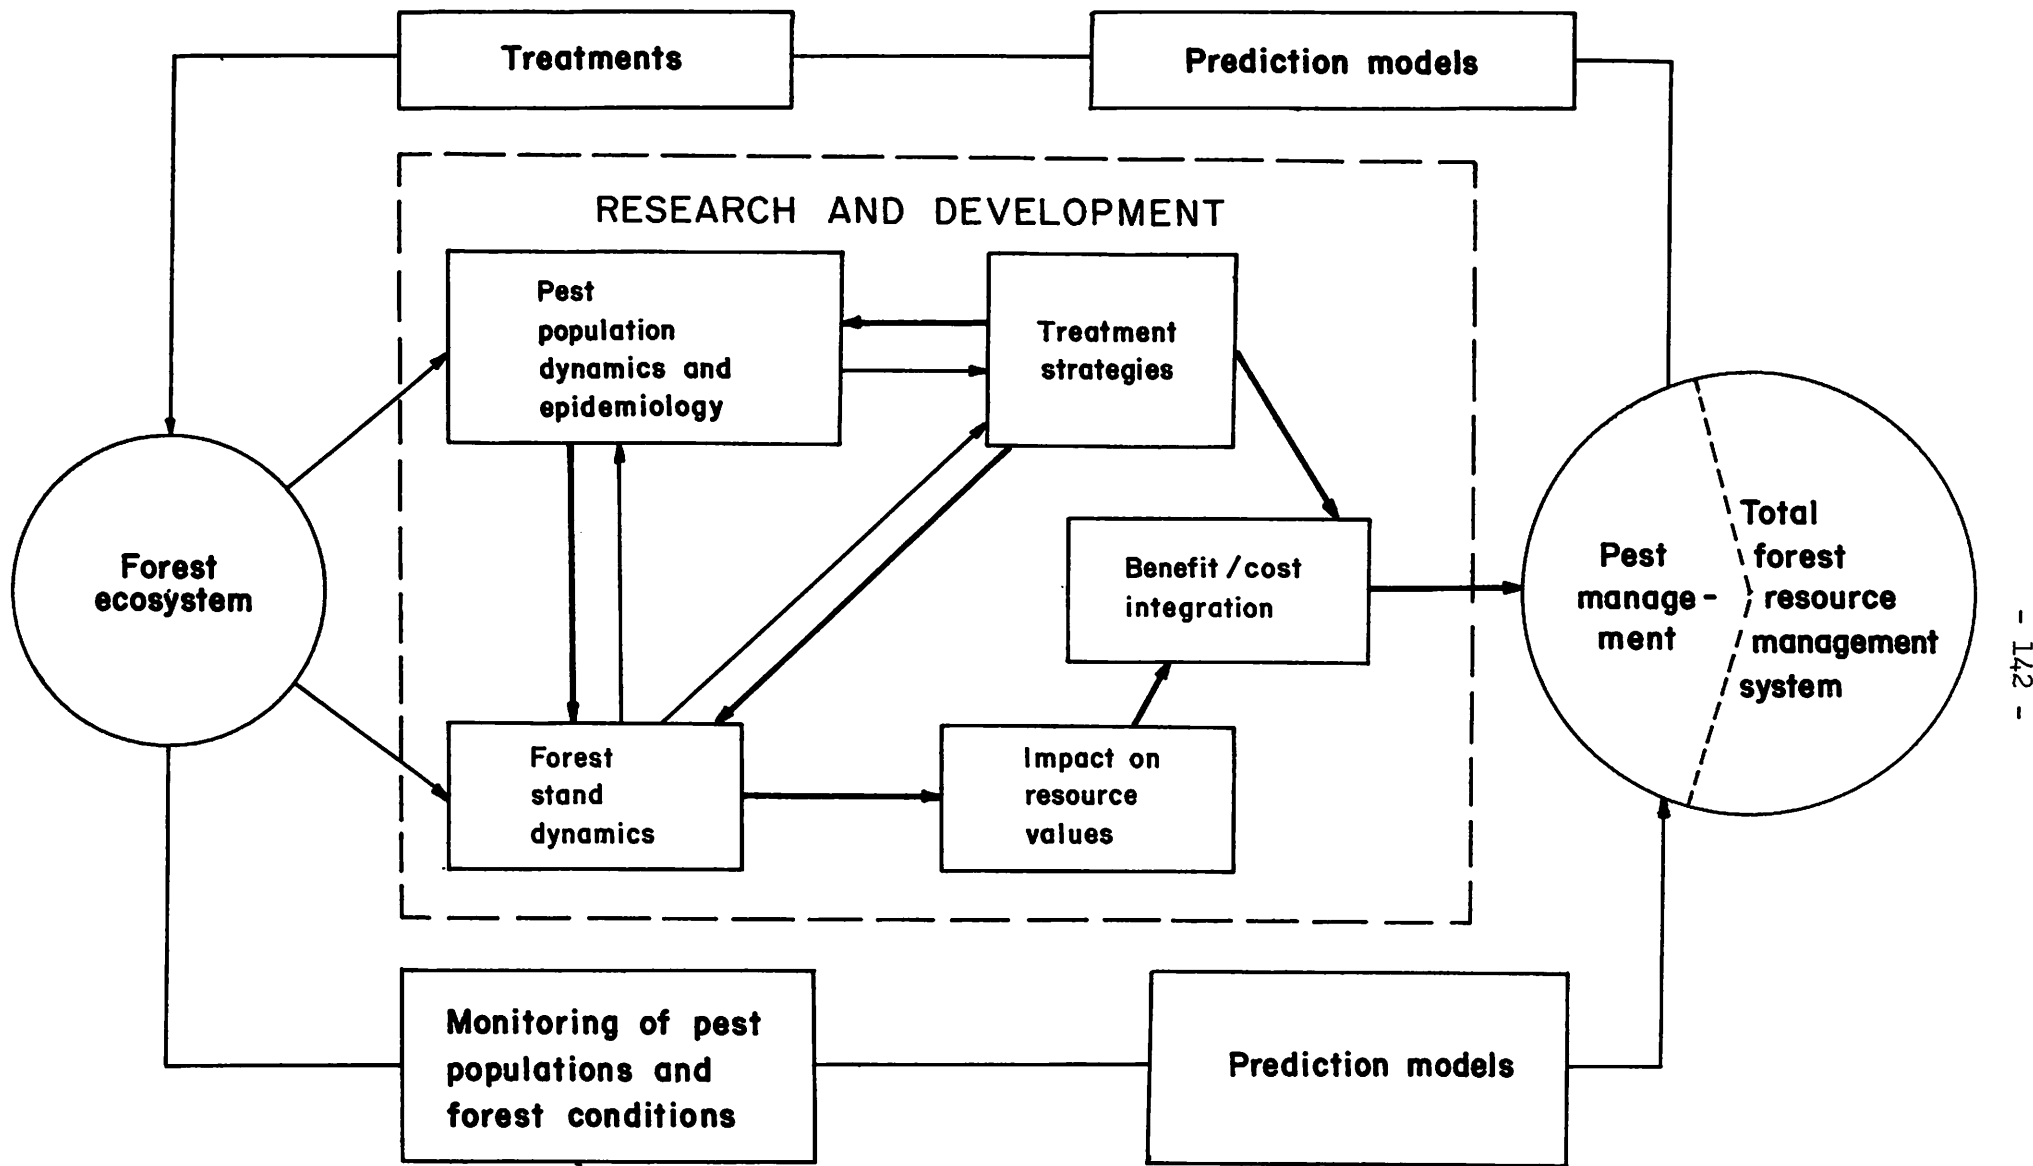 Treatments
Prediction models
RESEARCH AND DEVELOPMENT
Pest
population
dynamics and
epidemiology
Treatment
strategies
Forest
ecosystem
Benefit / cost
integration
Pest
manage-
ment
Total
forest
resource
management
system
Forest
stand
dynamics
Impact on
resource
values
Monitoring of pest
populations and
forest conditions
Prediction models
- 142 -